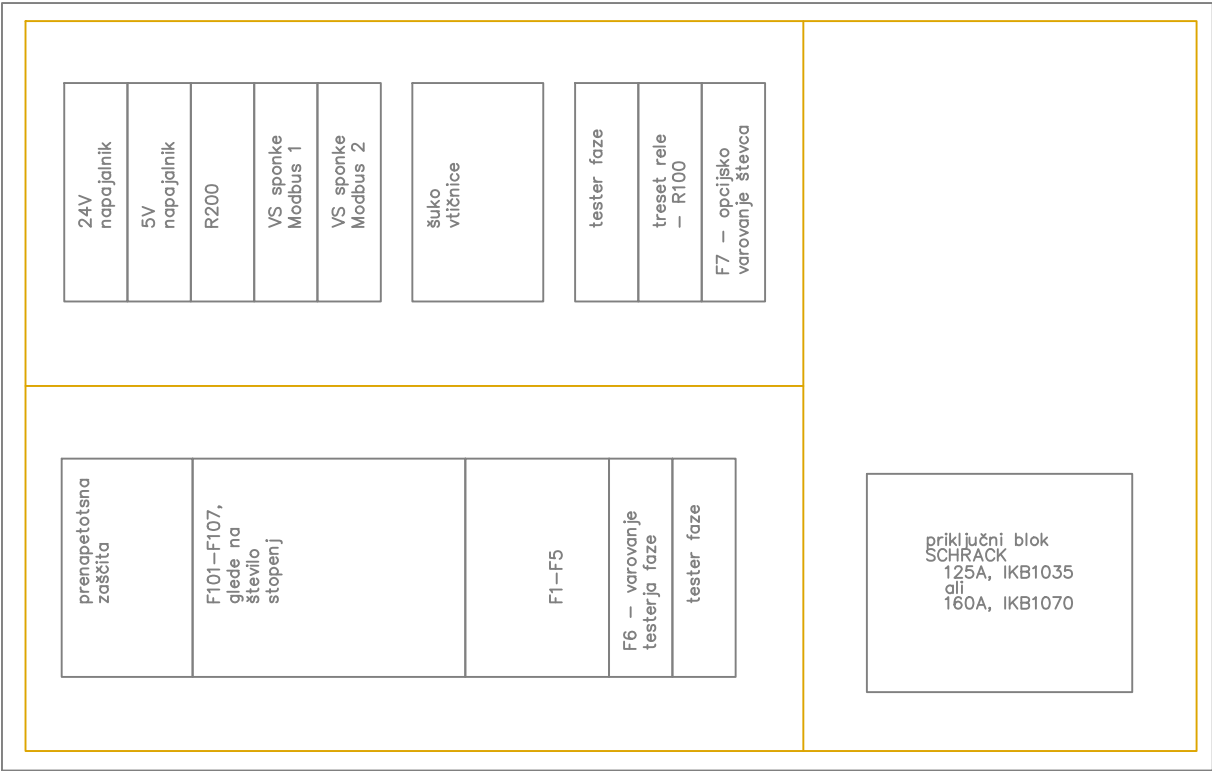 24V
napajalnik
5V
napajalnik
R200
VS sponke
Modbus 1
VS sponke
Modbus 2
šuko
vtičnice
tester faze
treset rele
– R100
F7 – opcijsko
varovanje števca
prenapetotsna
zaščita
F101–F107,
glede na
število
stopenj
F1–F5
F6 – varovanje
testerja faze
tester faze
priključni blok
SCHRACK
125A, IKB1035
ali
160A, IKB1070